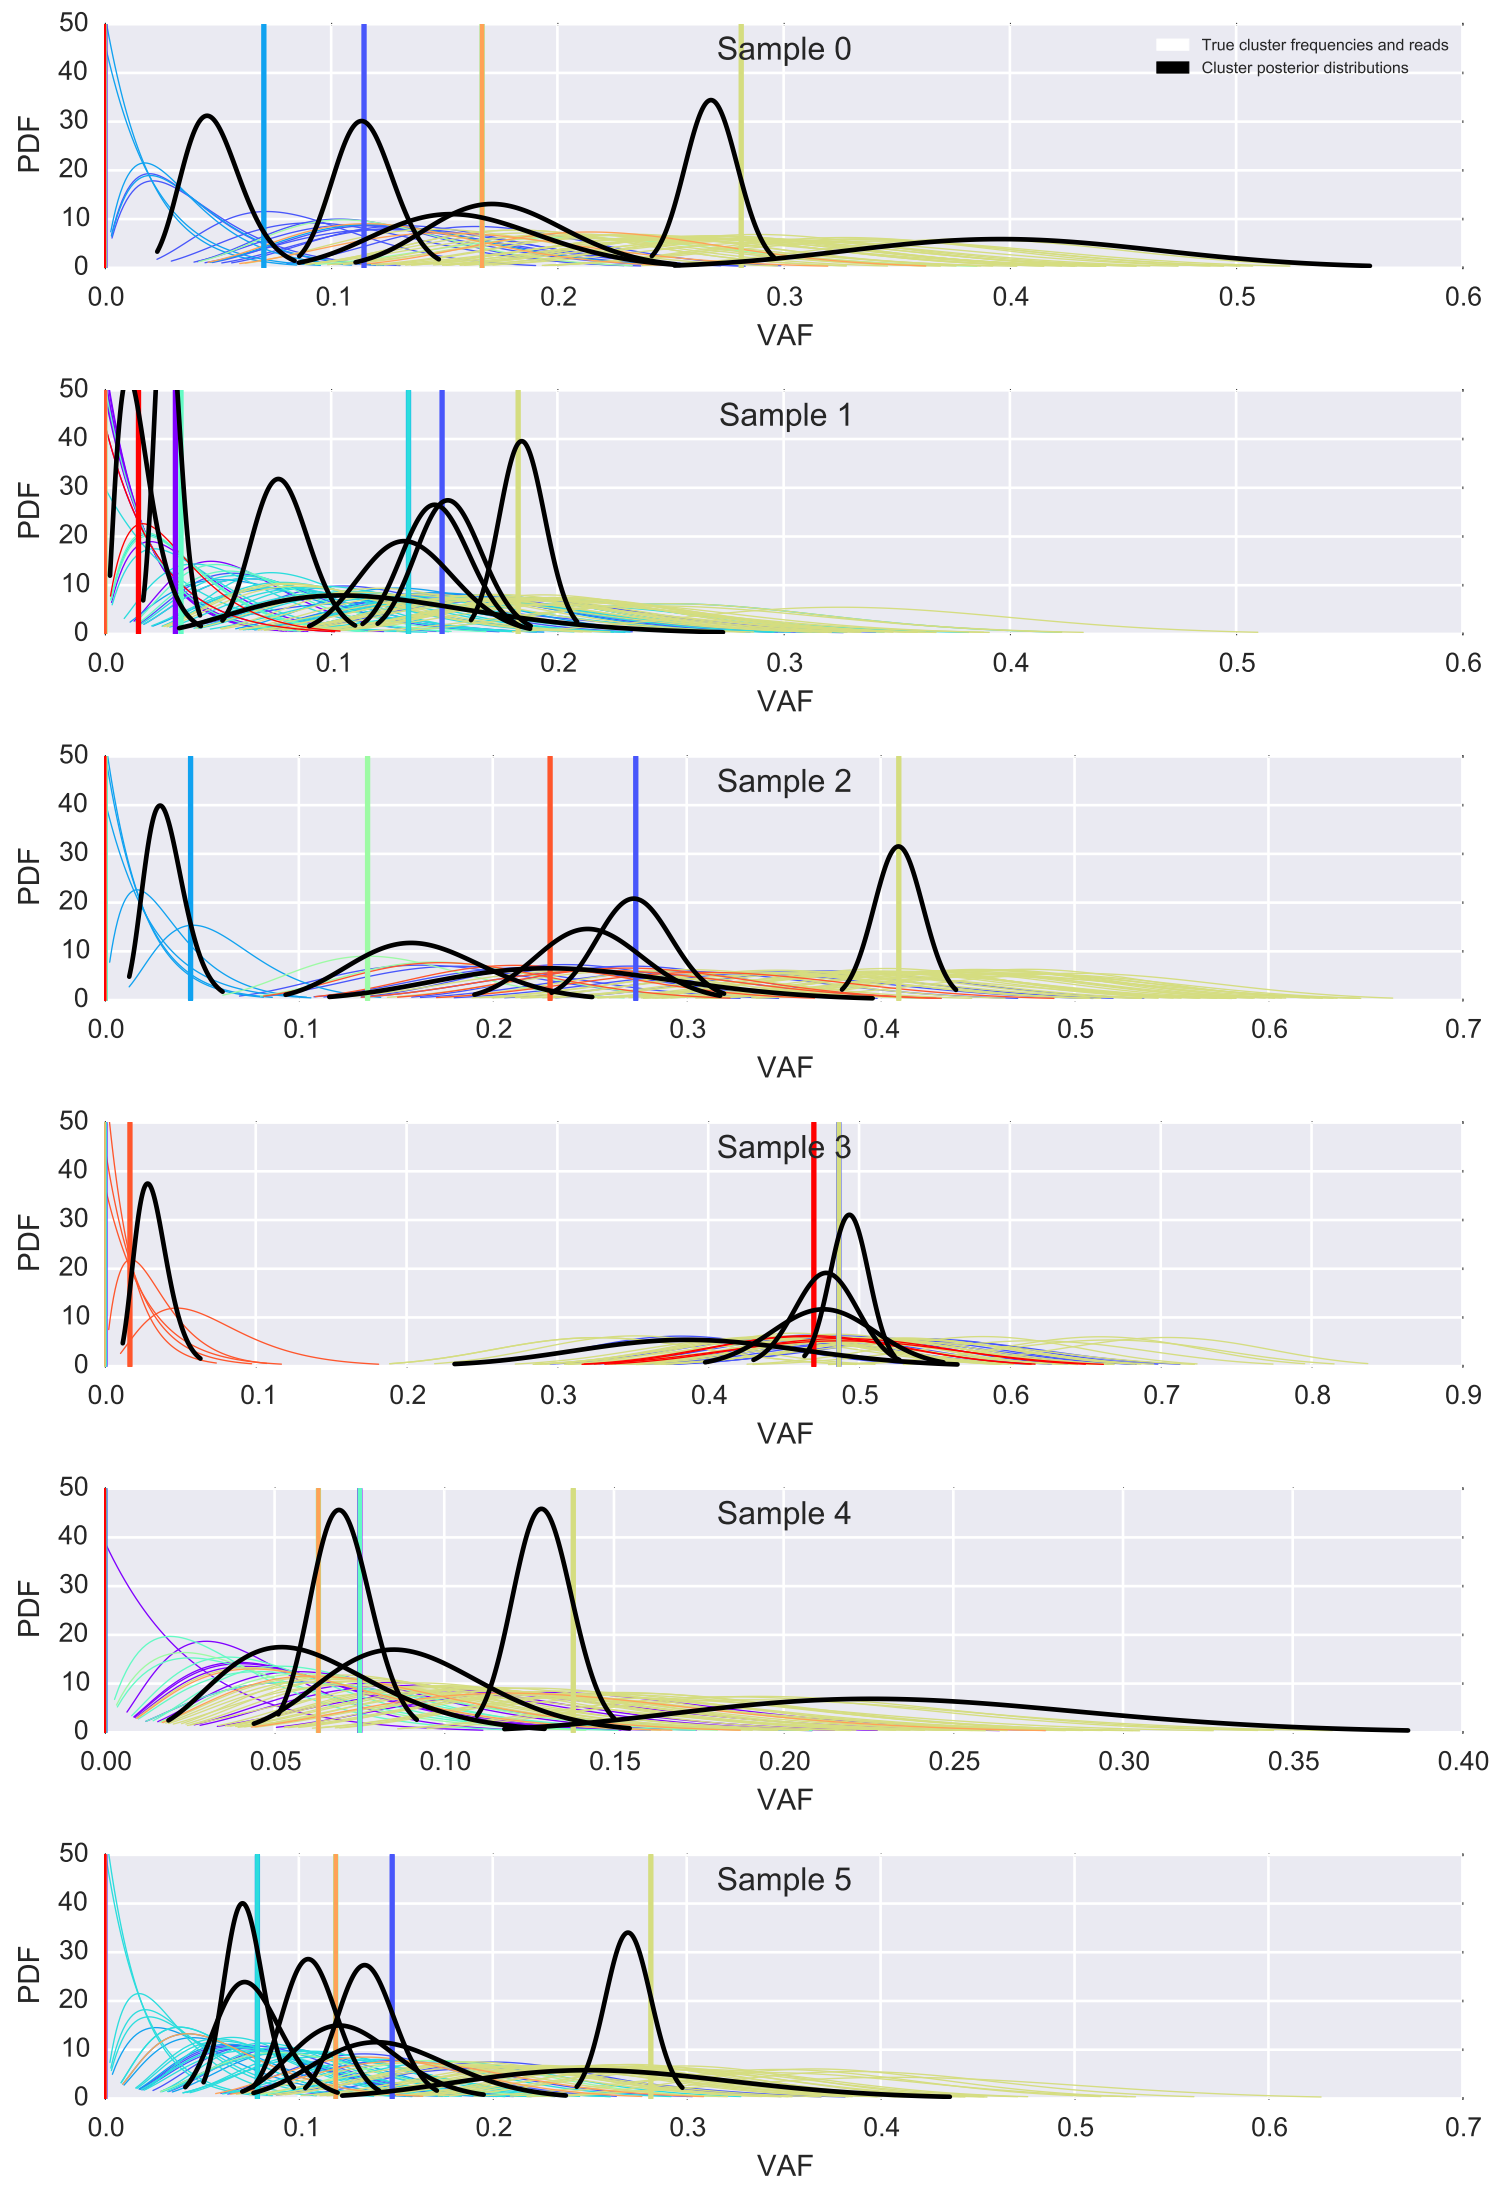 50
40
30
20
10
0
PDF
Sample 0
True cluster frequencies and reads
Cluster posterior distributions
0.0 0.1 0.2 0.3 0.4 0.5 0.6
VAF
50
40
30
20
10
0
PDF
Sample 1
0.0 0.1 0.2 0.3 0.4 0.5 0.6
VAF
50
40
30
20
10
0
PDF
Sample 2
0.0 0.1 0.2 0.3 0.4 0.5 0.6 0.7
VAF
50
40
30
20
10
0
PDF
Sample 3
0.0 0.1 0.2 0.3 0.4 0.5 0.6 0.7 0.8 0.9
VAF
50
40
30
20
10
0
PDF
Sample 4
0.00 0.05 0.10 0.15 0.20 0.25 0.30 0.35 0.40
VAF
50
40
30
20
10
0
PDF
Sample 5
0.0 0.1 0.2 0.3 0.4 0.5 0.6 0.7
VAF